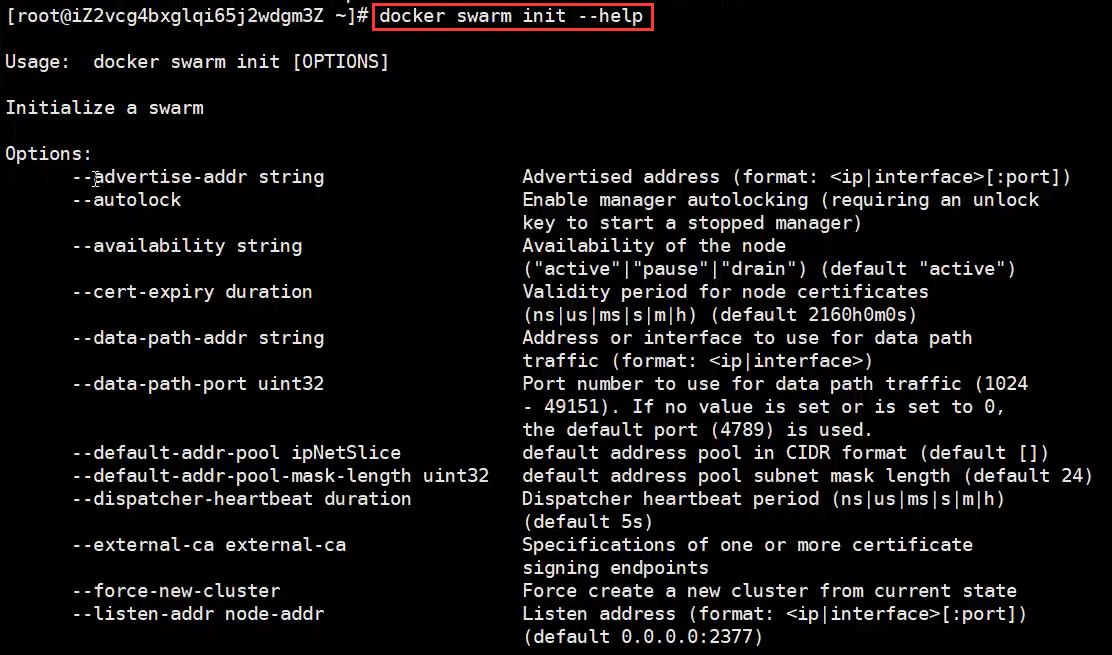 [root@iZ2vcg4bxglqi65j2wdgm3Z ~]# docker swarm init --help
Usage:  docker swarm init [OPTIONS]
Initialize a swarm
Options:
      --advertise-addr string                  Advertised address (format: <ip|interface>[:port])
      --autolock                               Enable manager autolocking (requiring an unlock
                                               key to start a stopped manager)
      --availability string                    Availability of the node
                                               ("active"|"pause"|"drain") (default "active")
      --cert-expiry duration                   Validity period for node certificates
                                               (ns|us|ms|s|m|h) (default 2160h0m0s)
      --data-path-addr string                  Address or interface to use for data path
                                               traffic (format: <ip|interface>)
      --data-path-port uint32                  Port number to use for data path traffic (1024
                                               - 49151). If no value is set or is set to 0,
                                               the default port (4789) is used.
      --default-addr-pool ipNetSlice           default address pool in CIDR format (default [])
      --default-addr-pool-mask-length uint32   default address pool subnet mask length (default 24)
      --dispatcher-heartbeat duration          Dispatcher heartbeat period (ns|us|ms|s|m|h)
                                               (default 5s)
      --external-ca external-ca                Specifications of one or more certificate
                                               signing endpoints
      --force-new-cluster                      Force create a new cluster from current state
      --listen-addr node-addr                  Listen address (format: <ip|interface>[:port])
                                               (default 0.0.0.0:2377)